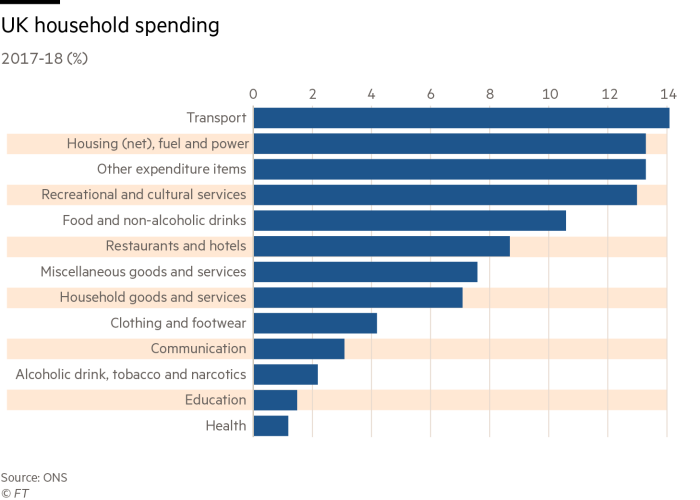 UK household spending
2017-18 (%)
0 2 4 6 8 10 12 14
Transport
Housing (net), fuel and power
Other expenditure items
Recreational and cultural services
Food and non-alcoholic drinks
Restaurants and hotels
Miscellaneous goods and services
Household goods and services
Clothing and footwear
Communication
Alcoholic drink, tobacco and narcotics
Education
Health
Source: ONS
© FT